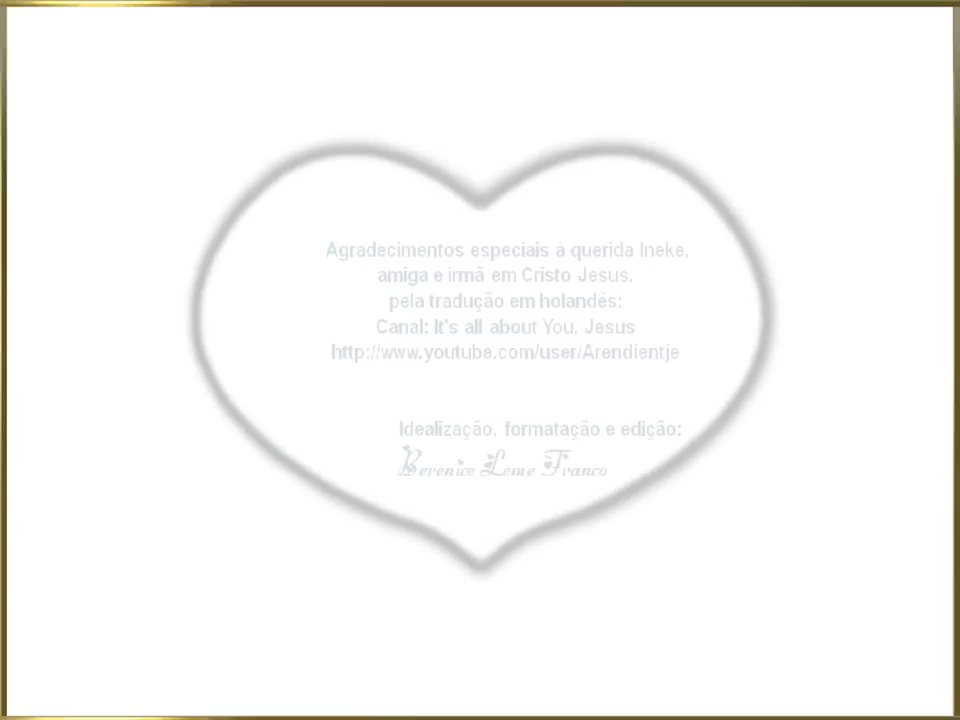 Agradecimentos especiais à querida Ineke,
amiga e irmã em Cristo Jesus,
pela tradução em holandês:
Canal: It's all about You, Jesus
http://www.youtube.com/user/Arendientje
Idealização, formatação e edição:
Berenice Leme Franco